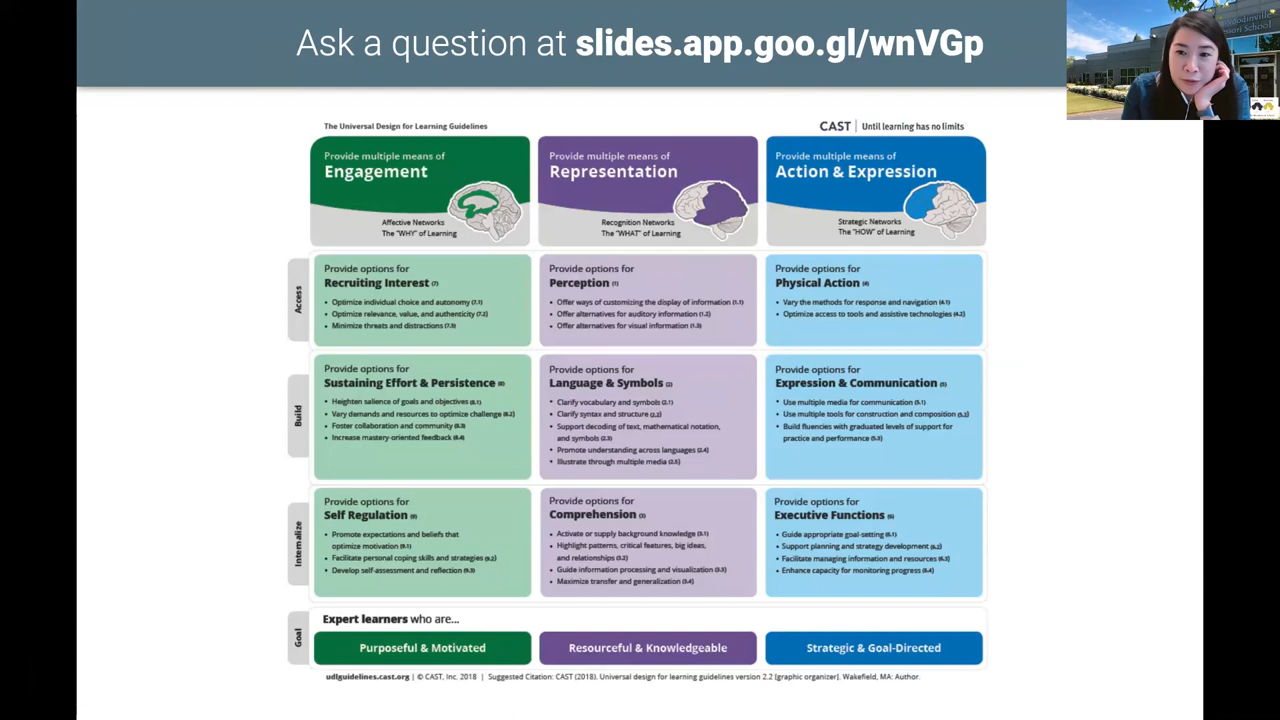 Ask a question at slides.app.goo.gl/wnVGp
The Universal Design for Learning Guidelines
CAST | Until learning has no limits
Provide multiple means of
Engagement
Affective Networks
The "WHY" of Learning
Provide multiple means of
Representation
Recognition Networks
The "WHAT" of Learning
Provide multiple means of
Action & Expression
Strategic Networks
The "HOW" of Learning
Access
Provide options for
Recruiting Interest (7)
• Optimize individual choice and autonomy (7.1)
• Optimize relevance, value, and authenticity (7.2)
• Minimize threats and distractions (7.3)
Provide options for
Perception (1)
• Offer ways of customizing the display of information (1.1)
• Offer alternatives for auditory information (1.2)
• Offer alternatives for visual information (1.3)
Provide options for
Physical Action (4)
• Vary the methods for response and navigation (4.1)
• Optimize access to tools and assistive technologies (4.2)
Build
Provide options for
Sustaining Effort & Persistence (8)
• Heighten salience of goals and objectives (8.1)
• Vary demands and resources to optimize challenge (8.2)
• Foster collaboration and community (8.3)
• Increase mastery-oriented feedback (8.4)
Provide options for
Language & Symbols (2)
• Clarify vocabulary and symbols (2.1)
• Clarify syntax and structure (2.2)
• Support decoding of text, mathematical notation,
and symbols (2.3)
• Promote understanding across languages (2.4)
• Illustrate through multiple media (2.5)
Provide options for
Expression & Communication (5)
• Use multiple media for communication (5.1)
• Use multiple tools for construction and composition (5.2)
• Build fluencies with graduated levels of support for
practice and performance (5.3)
Internalize
Provide options for
Self Regulation (9)
• Promote expectations and beliefs that
optimize motivation (9.1)
• Facilitate personal coping skills and strategies (9.2)
• Develop self-assessment and reflection (9.3)
Provide options for
Comprehension (3)
• Activate or supply background knowledge (3.1)
• Highlight patterns, critical features, big ideas,
and relationships (3.2)
• Guide information processing and visualization (3.3)
• Maximize transfer and generalization (3.4)
Provide options for
Executive Functions (6)
• Guide appropriate goal-setting (6.1)
• Support planning and strategy development (6.2)
• Facilitate managing information and resources (6.3)
• Enhance capacity for monitoring progress (6.4)
Goal
Expert learners who are...
Purposeful & Motivated
Resourceful & Knowledgeable
Strategic & Goal-Directed
udlguidelines.cast.org | © CAST, Inc. 2018 | Suggested Citation: CAST (2018). Universal design for learning guidelines version 2.2 [graphic organizer]. Wakefield, MA: Author.